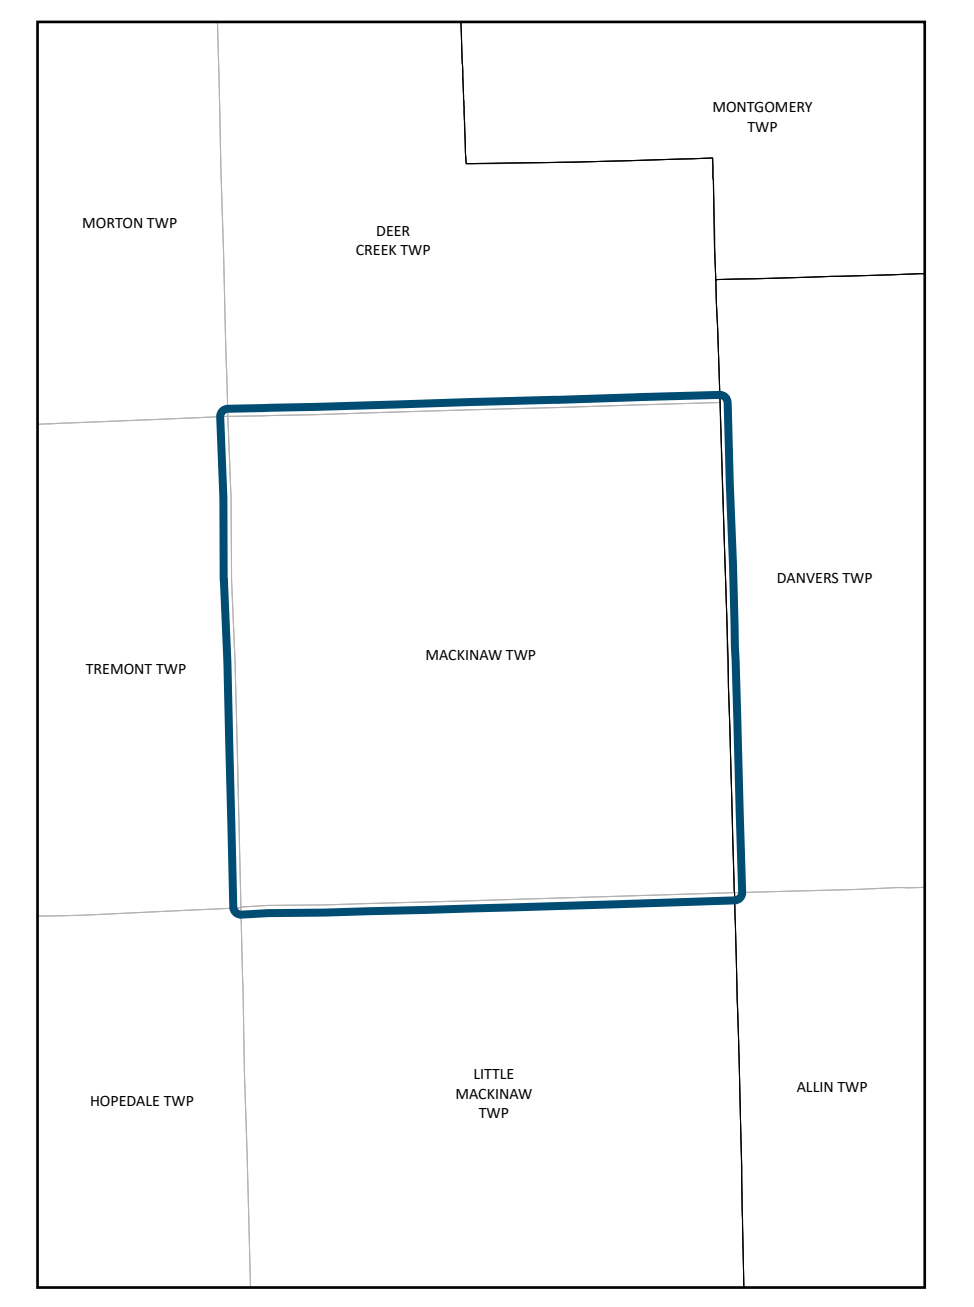 MONTGOMERY
TWP
MORTON TWP
DEER
CREEK TWP
DANVERS TWP
MACKINAW TWP
TREMONT TWP
LITTLE
MACKINAW
TWP
ALLIN TWP
HOPEDALE TWP